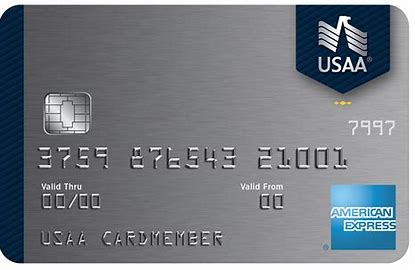 USAA®
7997
3759 876543 21001
Valid Thru Valid From
00/00 00
USAA CARDMEMBER
AMERICAN EXPRESS
®